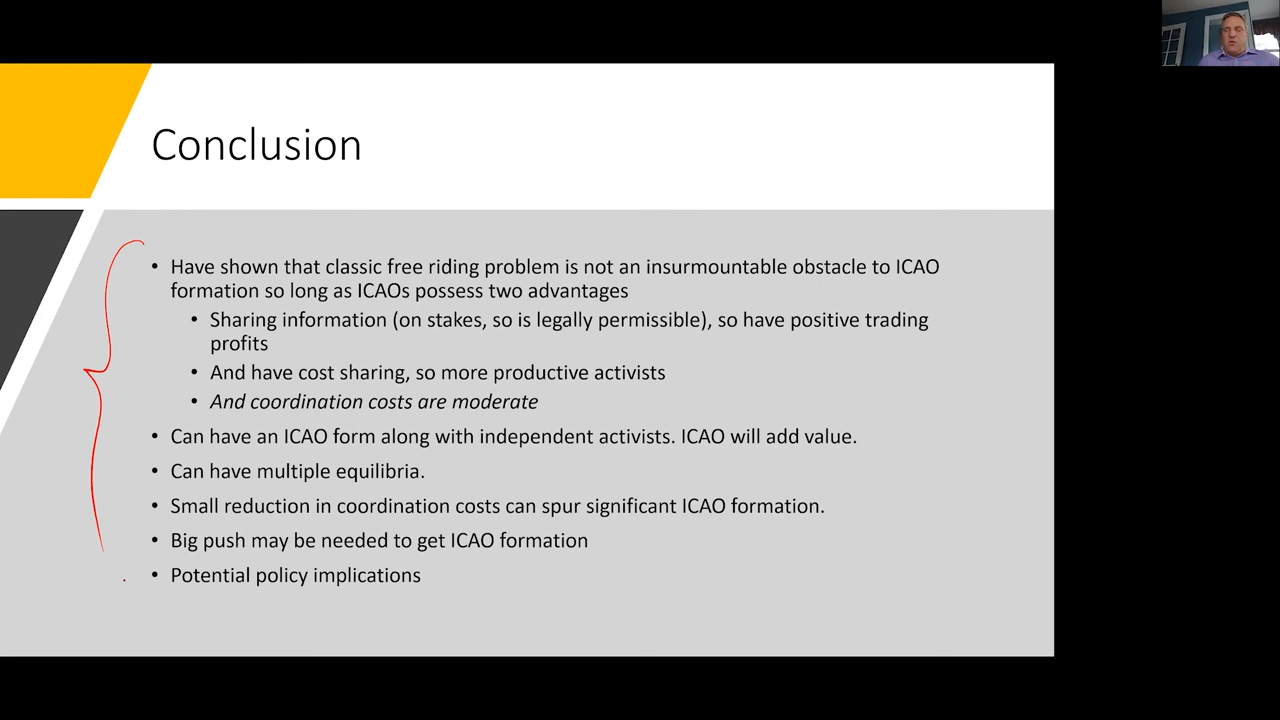 Conclusion
• Have shown that classic free riding problem is not an insurmountable obstacle to ICAO
formation so long as ICAOs possess two advantages
• Sharing information (on stakes, so is legally permissible), so have positive trading
profits
• And have cost sharing, so more productive activists
• And coordination costs are moderate
• Can have an ICAO form along with independent activists. ICAO will add value.
• Can have multiple equilibria.
• Small reduction in coordination costs can spur significant ICAO formation.
• Big push may be needed to get ICAO formation
• Potential policy implications